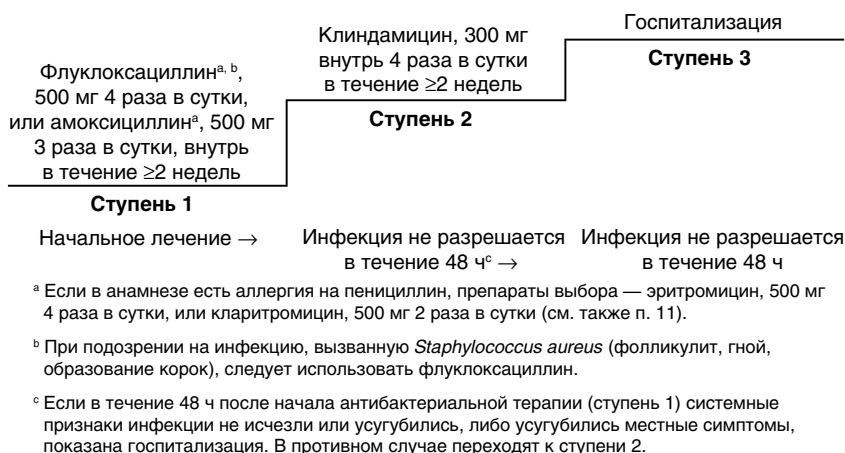 Флуклоксациллинᵃ, ᵇ,
500 мг 4 раза в сутки,
или амоксициллинᵃ, 500 мг
3 раза в сутки, внутрь
в течение ≥2 недель
Ступень 1
Клиндамицин, 300 мг
внутрь 4 раза в сутки
в течение ≥2 недель
Ступень 2
Госпитализация
Ступень 3
Начальное лечение →
Инфекция не разрешается
в течение 48 чᶜ →
Инфекция не разрешается
в течение 48 ч
ᵃ Если в анамнезе есть аллергия на пенициллин, препараты выбора — эритромицин, 500 мг
4 раза в сутки, или кларитромицин, 500 мг 2 раза в сутки (см. также п. 11).
ᵇ При подозрении на инфекцию, вызванную Staphylococcus aureus (фолликулит, гной,
образование корок), следует использовать флуклоксациллин.
ᶜ Если в течение 48 ч после начала антибактериальной терапии (ступень 1) системные
признаки инфекции не исчезли или усугубились, либо усугубились местные симптомы,
показана госпитализация. В противном случае переходят к ступени 2.